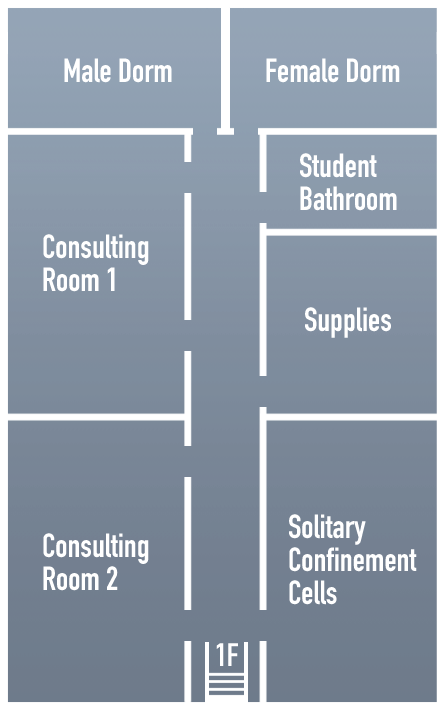 Male Dorm
Female Dorm
Student
Bathroom
Consulting
Room 1
Supplies
Consulting
Room 2
Solitary
Confinement
Cells
1F